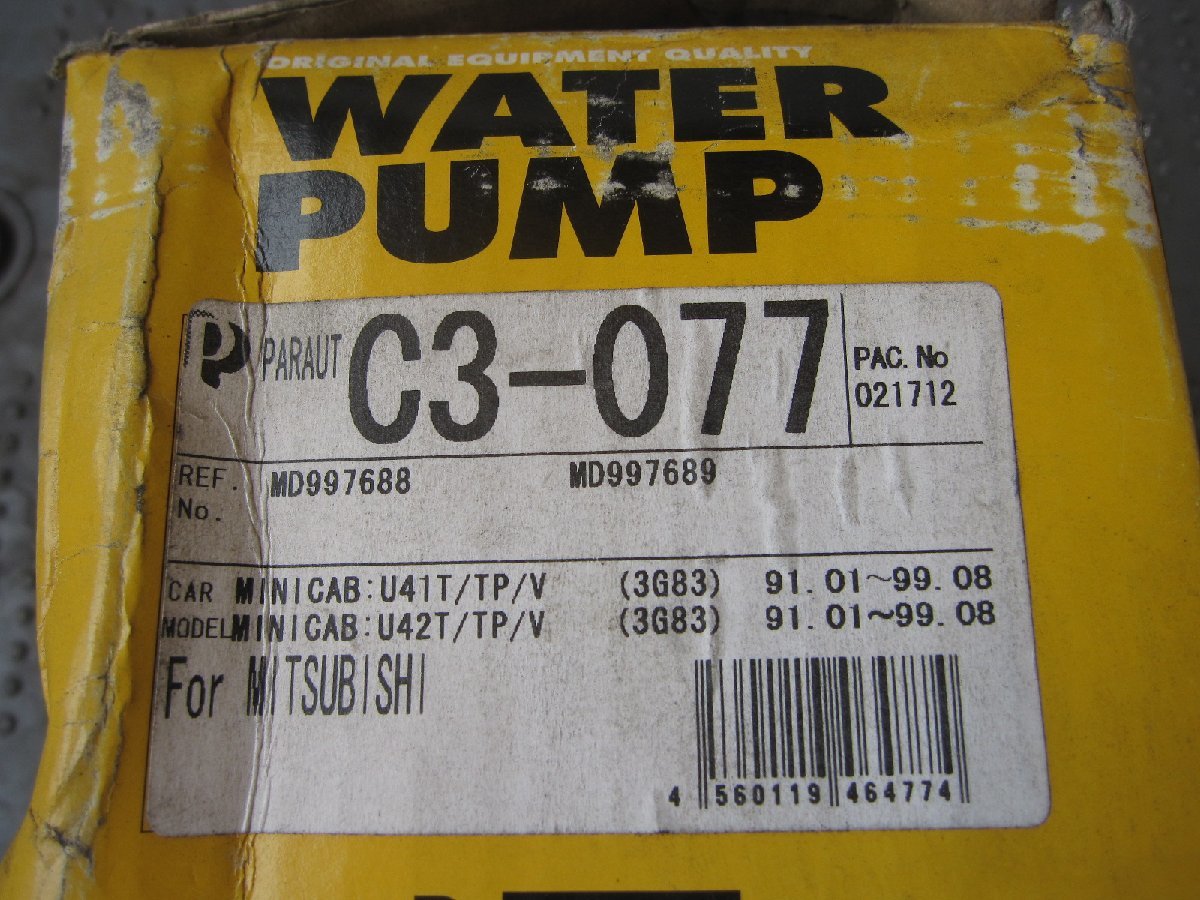 ORIGINAL EQUIPMENT QUALITY
WATER
PUMP
PARAUT C3-077 PAC. No
021712
REF. MD997688 MD997689
No.
CAR MINICAB:U41T/TP/V (3G83) 91.01~99.08
MODEL MINICAB:U42T/TP/V (3G83) 91.01~99.08
For MITSUBISHI
4 560119 464774